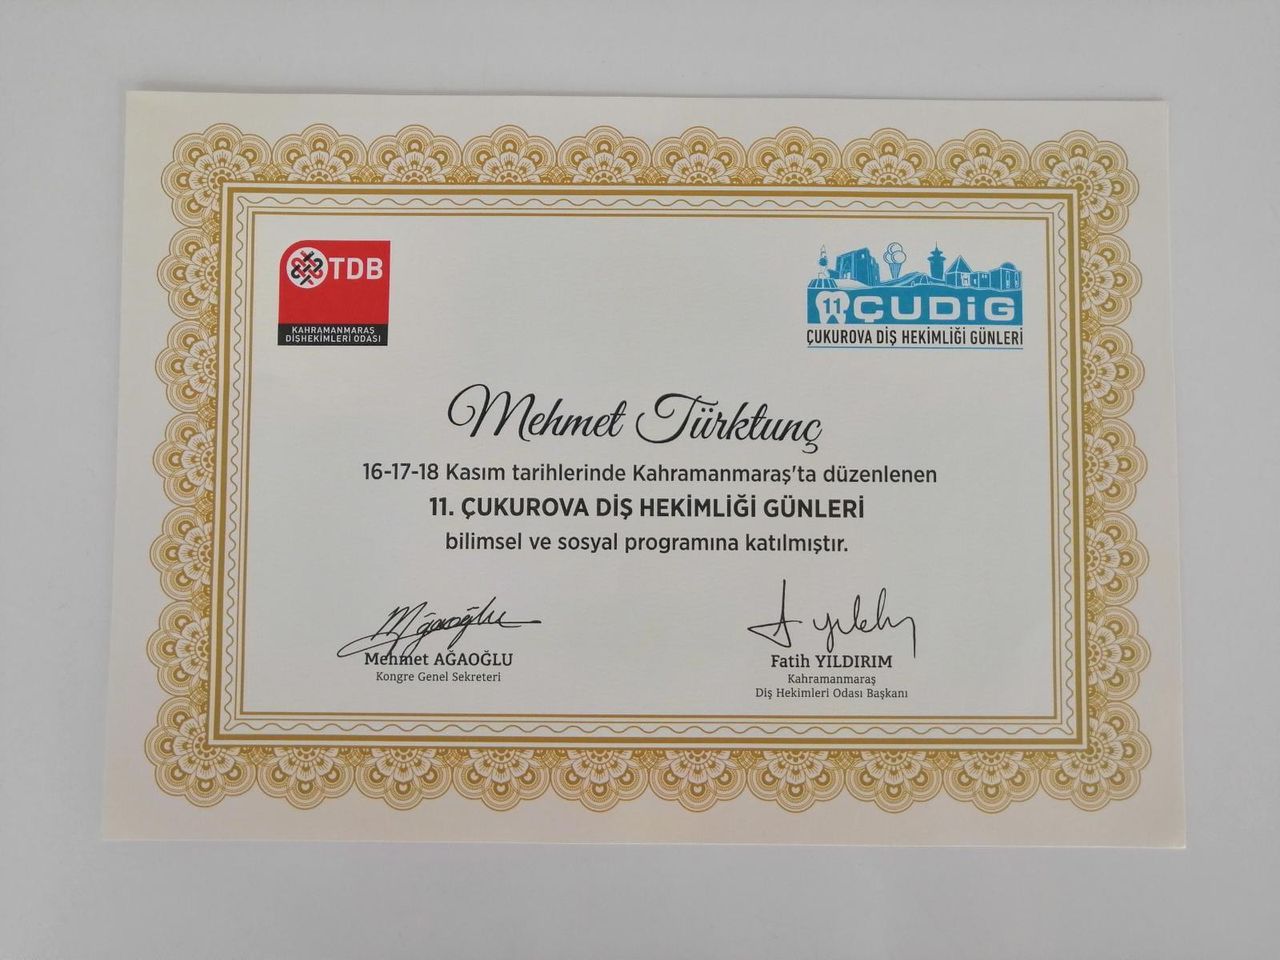 TDB
KAHRAMANMARAŞ
DİŞHEKİMLERİ ODASI
11 ÇUDİG
ÇUKUROVA DİŞ HEKİMLİĞİ GÜNLERİ
Mehmet Türktunç
16-17-18 Kasım tarihlerinde Kahramanmaraş'ta düzenlenen
11. ÇUKUROVA DİŞ HEKİMLİĞİ GÜNLERİ
bilimsel ve sosyal programına katılmıştır.
Mehmet AĞAOĞLU
Kongre Genel Sekreteri
Fatih YILDIRIM
Kahramanmaraş
Diş Hekimleri Odası Başkanı